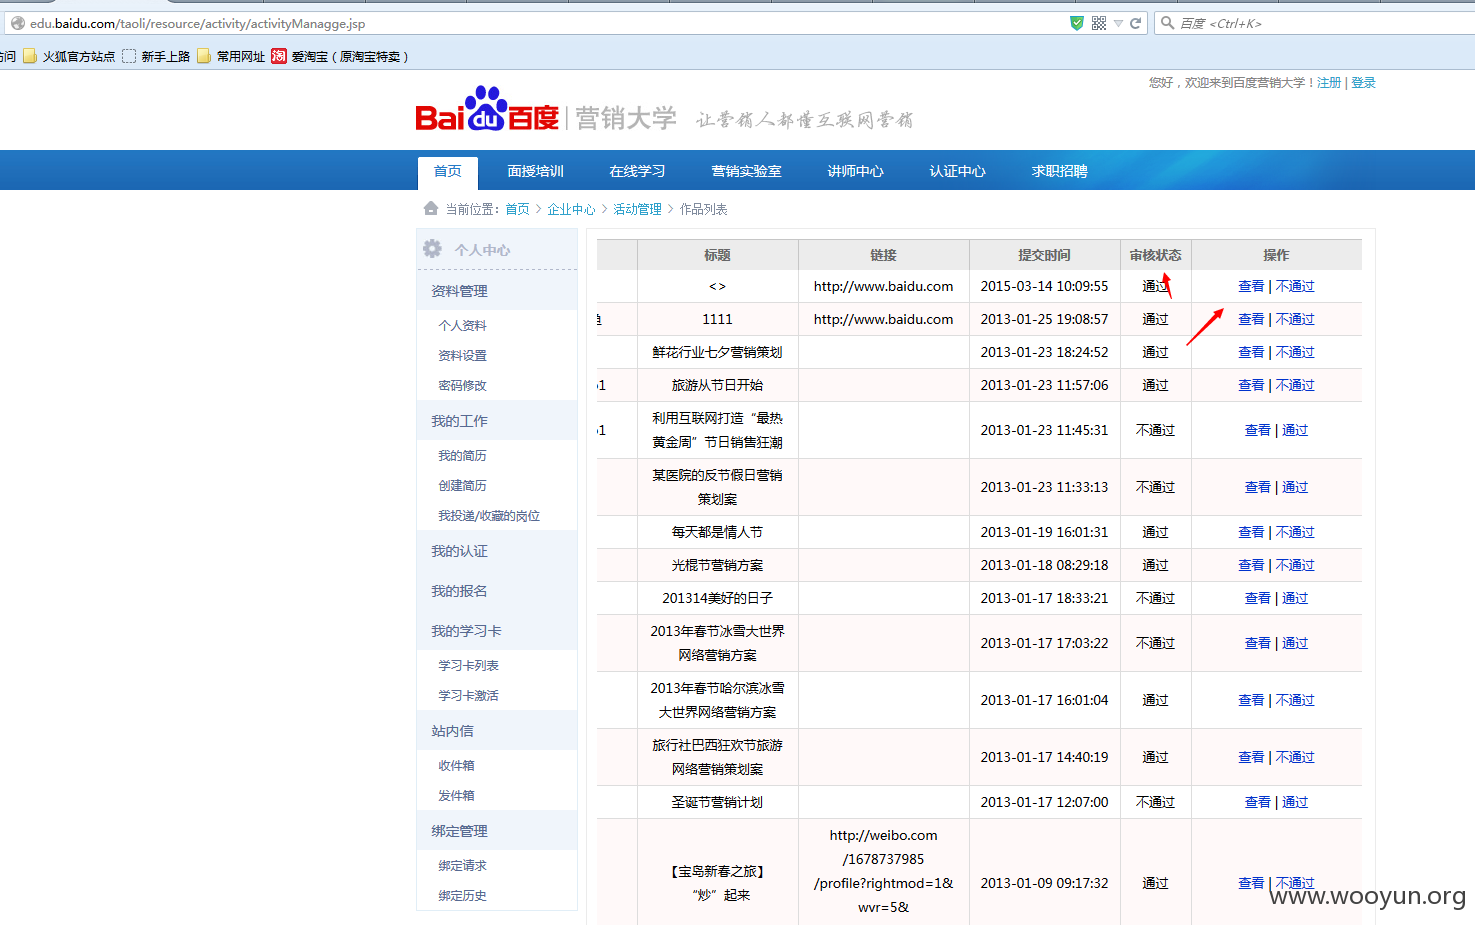 edu.baidu.com/taoli/resource/activity/activityManagge.jsp
百度 <Ctrl+K>
访问 火狐官方站点 新手上路 常用网址 淘 爱淘宝（原淘宝特卖）
您好，欢迎来到百度营销大学！注册 | 登录
Bai du 百度 | 营销大学 让营销人都懂互联网营销
首页 面授培训 在线学习 营销实验室 讲师中心 认证中心 求职招聘
当前位置：首页 > 企业中心 > 活动管理 > 作品列表
个人中心
资料管理
个人资料
资料设置
密码修改
我的工作
我的简历
创建简历
我投递/收藏的岗位
我的认证
我的报名
我的学习卡
学习卡列表
学习卡激活
站内信
收件箱
发件箱
绑定管理
绑定请求
绑定历史
标题 链接 提交时间 审核状态 操作
<> http://www.baidu.com 2015-03-14 10:09:55 通过 查看 | 不通过
1111 http://www.baidu.com 2013-01-25 19:08:57 通过 查看 | 不通过
鲜花行业七夕营销策划 2013-01-23 18:24:52 通过 查看 | 不通过
旅游从节日开始 2013-01-23 11:57:06 通过 查看 | 不通过
利用互联网打造“最热
黄金周”节日销售狂潮 2013-01-23 11:45:31 不通过 查看 | 通过
某医院的反节假日营销
策划案 2013-01-23 11:33:13 不通过 查看 | 通过
每天都是情人节 2013-01-19 16:01:31 通过 查看 | 不通过
光棍节营销方案 2013-01-18 08:29:18 通过 查看 | 不通过
201314美好的日子 2013-01-17 18:33:21 不通过 查看 | 通过
2013年春节冰雪大世界
网络营销方案 2013-01-17 17:03:22 不通过 查看 | 通过
2013年春节哈尔滨冰雪
大世界网络营销方案 2013-01-17 16:01:04 通过 查看 | 不通过
旅行社巴西狂欢节旅游
网络营销策划案 2013-01-17 14:40:19 通过 查看 | 不通过
圣诞节营销计划 2013-01-17 12:07:00 不通过 查看 | 通过
【宝岛新春之旅】
“炒”起来
http://weibo.com
/1678737985
/profile?rightmod=1&
wvr=5&
2013-01-09 09:17:32 通过 查看 | 不通过
www.wooyun.org